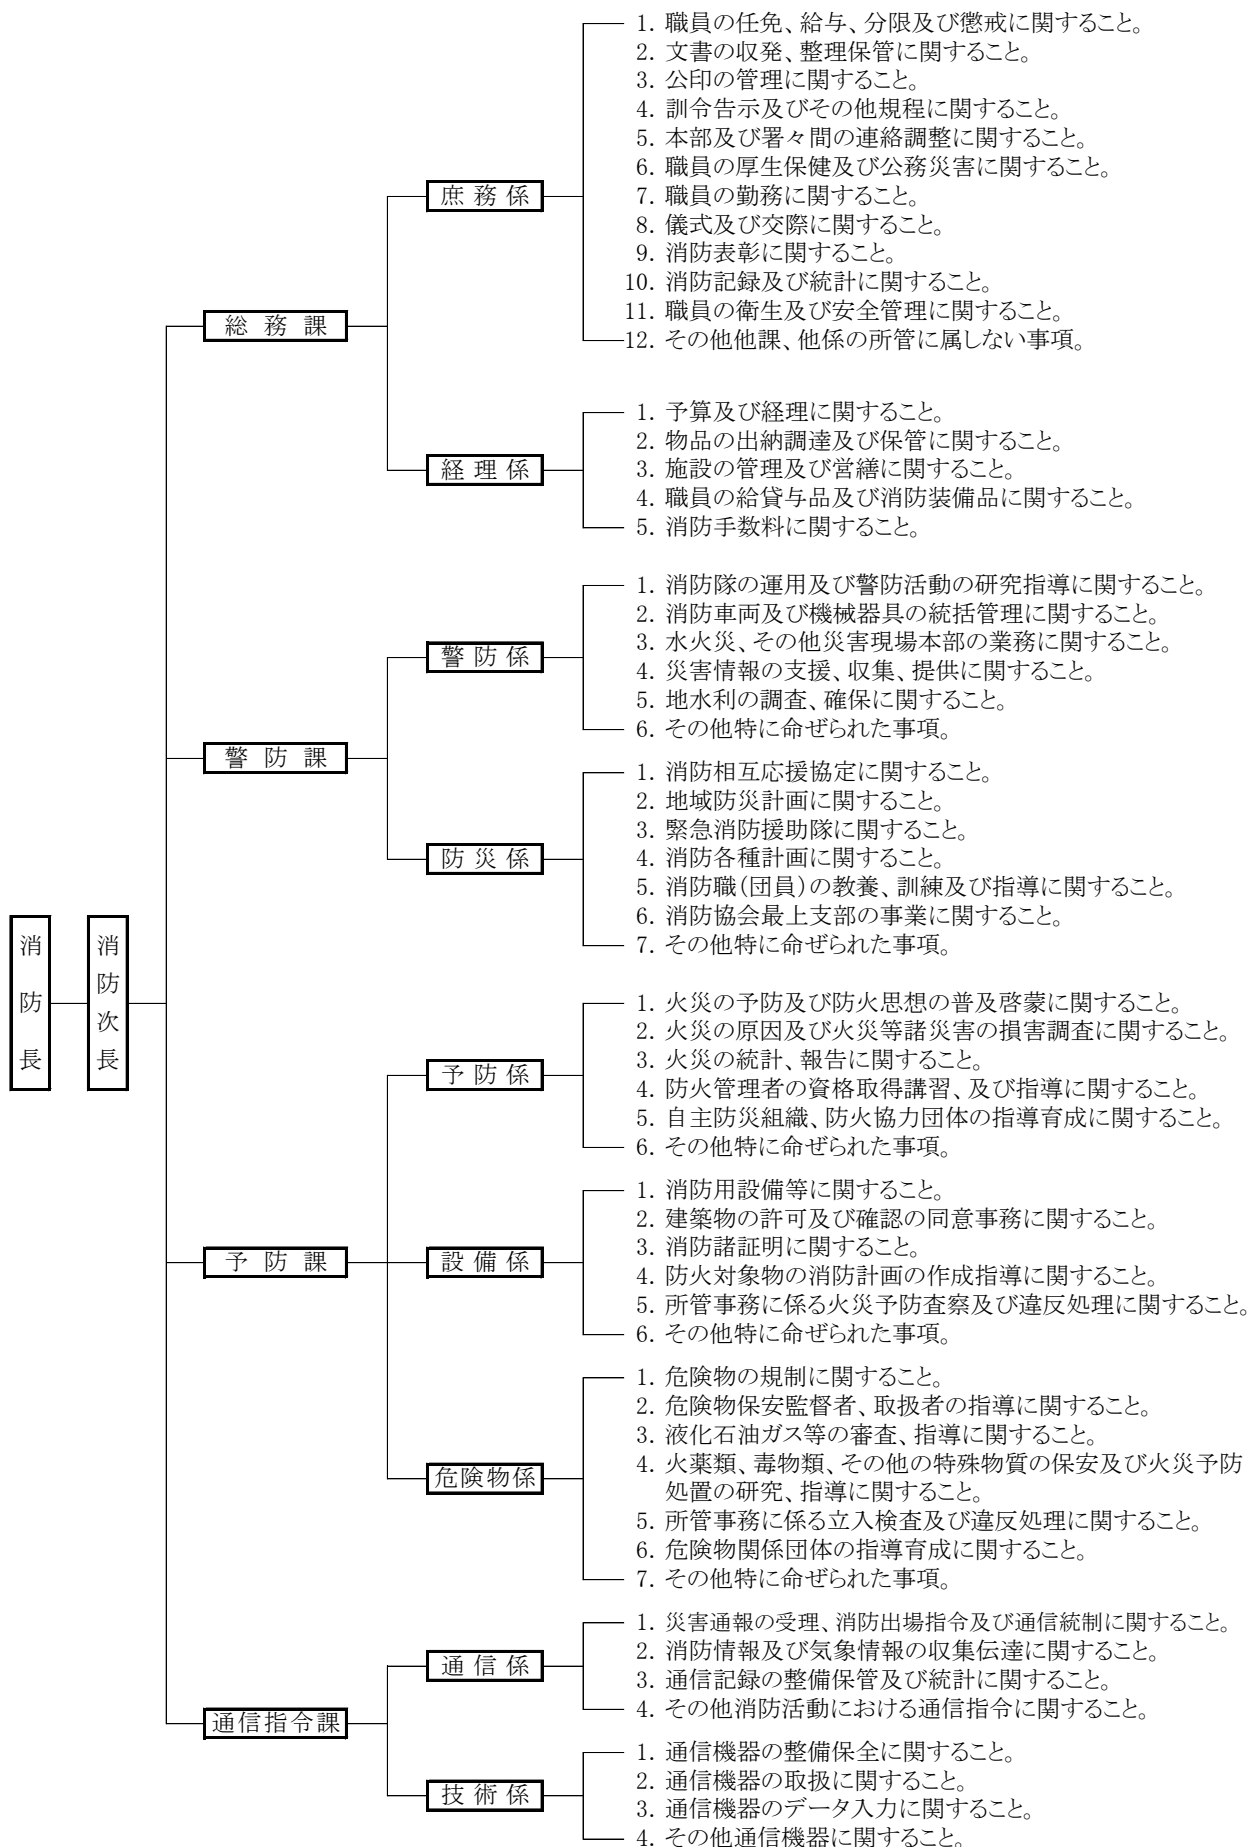 消防長
消防次長
総務課
庶務係
1. 職員の任免、給与、分限及び懲戒に関すること。
2. 文書の収発、整理保管に関すること。
3. 公印の管理に関すること。
4. 訓令告示及びその他規程に関すること。
5. 本部及び署々間の連絡調整に関すること。
6. 職員の厚生保健及び公務災害に関すること。
7. 職員の勤務に関すること。
8. 儀式及び交際に関すること。
9. 消防表彰に関すること。
10. 消防記録及び統計に関すること。
11. 職員の衛生及び安全管理に関すること。
12. その他他課、他係の所管に属しない事項。
経理係
1. 予算及び経理に関すること。
2. 物品の出納調達及び保管に関すること。
3. 施設の管理及び営繕に関すること。
4. 職員の給貸与品及び消防装備品に関すること。
5. 消防手数料に関すること。
警防課
警防係
1. 消防隊の運用及び警防活動の研究指導に関すること。
2. 消防車両及び機械器具の統括管理に関すること。
3. 水火災、その他災害現場本部の業務に関すること。
4. 災害情報の支援、収集、提供に関すること。
5. 地水利の調査、確保に関すること。
6. その他特に命ぜられた事項。
防災係
1. 消防相互応援協定に関すること。
2. 地域防災計画に関すること。
3. 緊急消防援助隊に関すること。
4. 消防各種計画に関すること。
5. 消防職(団員)の教養、訓練及び指導に関すること。
6. 消防協会最上支部の事業に関すること。
7. その他特に命ぜられた事項。
予防課
予防係
1. 火災の予防及び防火思想の普及啓蒙に関すること。
2. 火災の原因及び火災等諸災害の損害調査に関すること。
3. 火災の統計、報告に関すること。
4. 防火管理者の資格取得講習、及び指導に関すること。
5. 自主防災組織、防火協力団体の指導育成に関すること。
6. その他特に命ぜられた事項。
設備係
1. 消防用設備等に関すること。
2. 建築物の許可及び確認の同意事務に関すること。
3. 消防諸証明に関すること。
4. 防火対象物の消防計画の作成指導に関すること。
5. 所管事務に係る火災予防査察及び違反処理に関すること。
6. その他特に命ぜられた事項。
危険物係
1. 危険物の規制に関すること。
2. 危険物保安監督者、取扱者の指導に関すること。
3. 液化石油ガス等の審査、指導に関すること。
4. 火薬類、毒物類、その他の特殊物質の保安及び火災予防
処置の研究、指導に関すること。
5. 所管事務に係る立入検査及び違反処理に関すること。
6. 危険物関係団体の指導育成に関すること。
7. その他特に命ぜられた事項。
通信指令課
通信係
1. 災害通報の受理、消防出場指令及び通信統制に関すること。
2. 消防情報及び気象情報の収集伝達に関すること。
3. 通信記録の整備保管及び統計に関すること。
4. その他消防活動における通信指令に関すること。
技術係
1. 通信機器の整備保全に関すること。
2. 通信機器の取扱に関すること。
3. 通信機器のデータ入力に関すること。
4. その他通信機器に関すること。